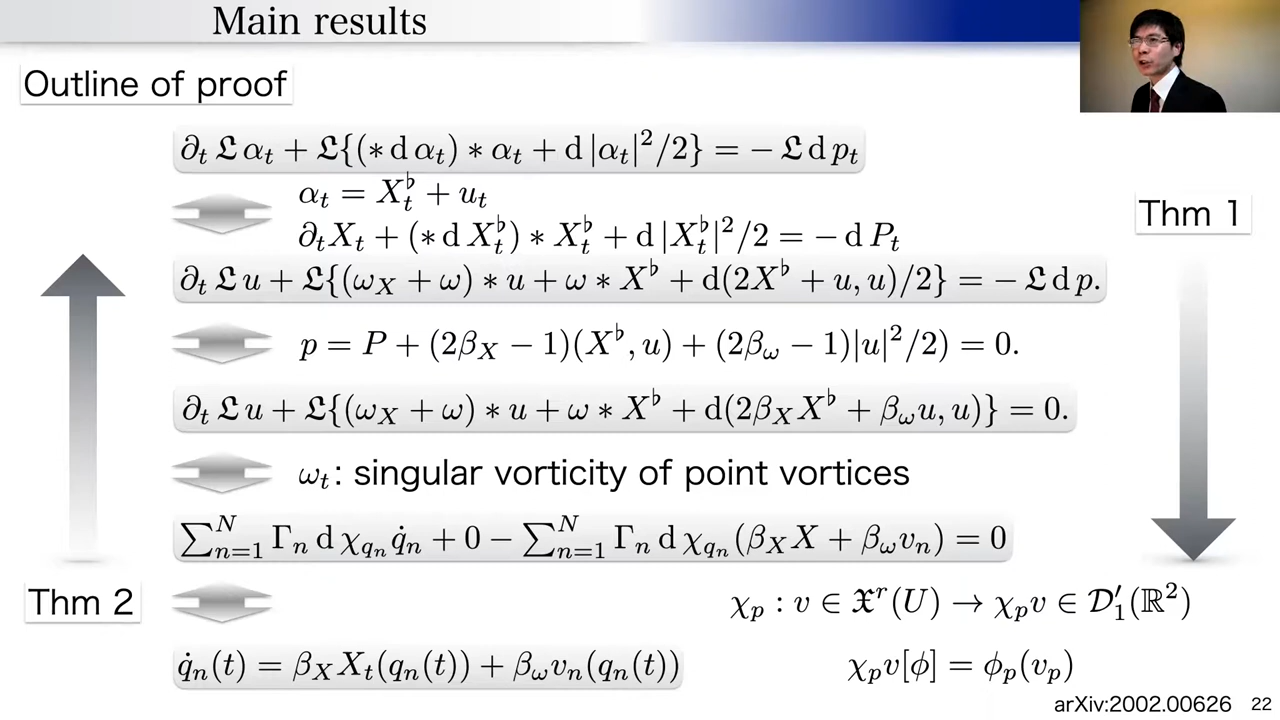 Main results
Outline of proof
∂_t 𝔏 α_t + 𝔏{(∗ d α_t) ∗ α_t + d |α_t|²/2} = − 𝔏 d p_t
α_t = X_t^♭ + u_t
Thm 1
∂_t X_t + (∗ d X_t^♭) ∗ X_t^♭ + d |X_t^♭|²/2 = − d P_t
∂_t 𝔏 u + 𝔏{(ω_X + ω) ∗ u + ω ∗ X^♭ + d(2X^♭ + u, u)/2} = − 𝔏 d p.
p = P + (2β_X − 1)(X^♭, u) + (2β_ω − 1)|u|²/2) = 0.
∂_t 𝔏 u + 𝔏{(ω_X + ω) ∗ u + ω ∗ X^♭ + d(2β_X X^♭ + β_ω u, u)} = 0.
ω_t: singular vorticity of point vortices
∑_{n=1}^N Γ_n d χ_{q_n} q̇_n + 0 − ∑_{n=1}^N Γ_n d χ_{q_n} (β_X X + β_ω v_n) = 0
Thm 2
χ_p : v ∈ 𝔛^r(U) → χ_p v ∈ 𝒟′_1(ℝ²)
q̇_n(t) = β_X X_t(q_n(t)) + β_ω v_n(q_n(t))
χ_p v[ϕ] = ϕ_p(v_p)
arXiv:2002.00626 22